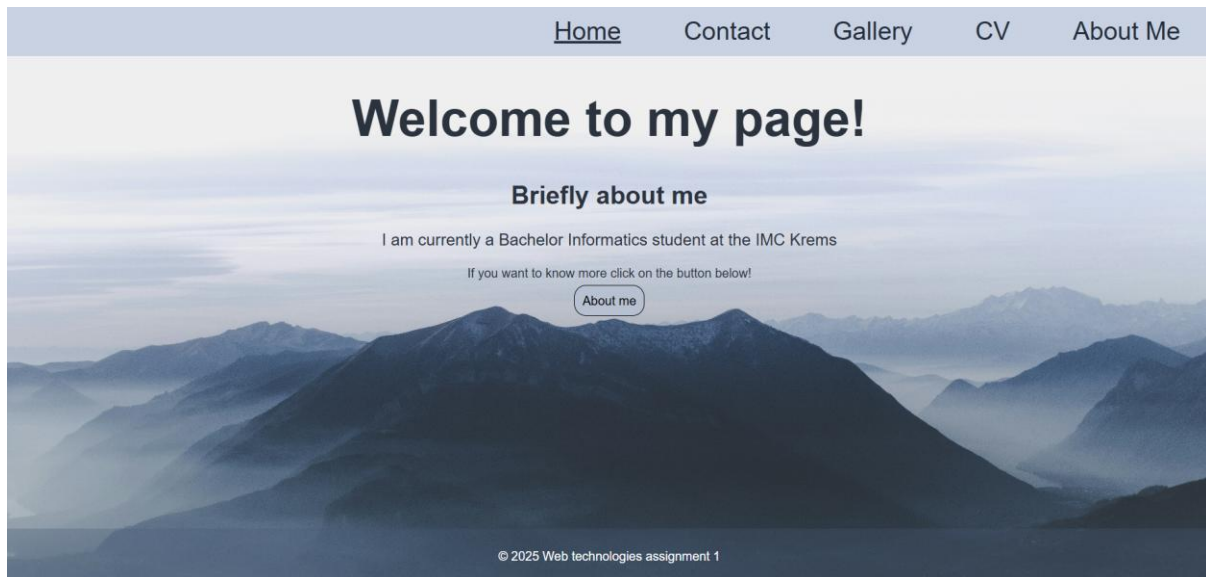 Home Contact Gallery CV About Me
Welcome to my page!
Briefly about me
I am currently a Bachelor Informatics student at the IMC Krems
If you want to know more click on the button below!
About me
© 2025 Web technologies assignment 1